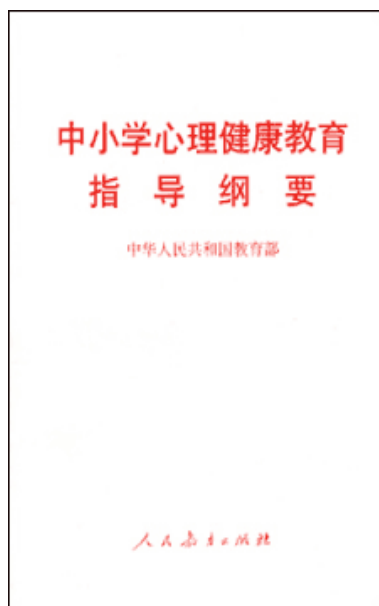 中小学心理健康教育
指导纲要
中华人民共和国教育部
人民教育出版社